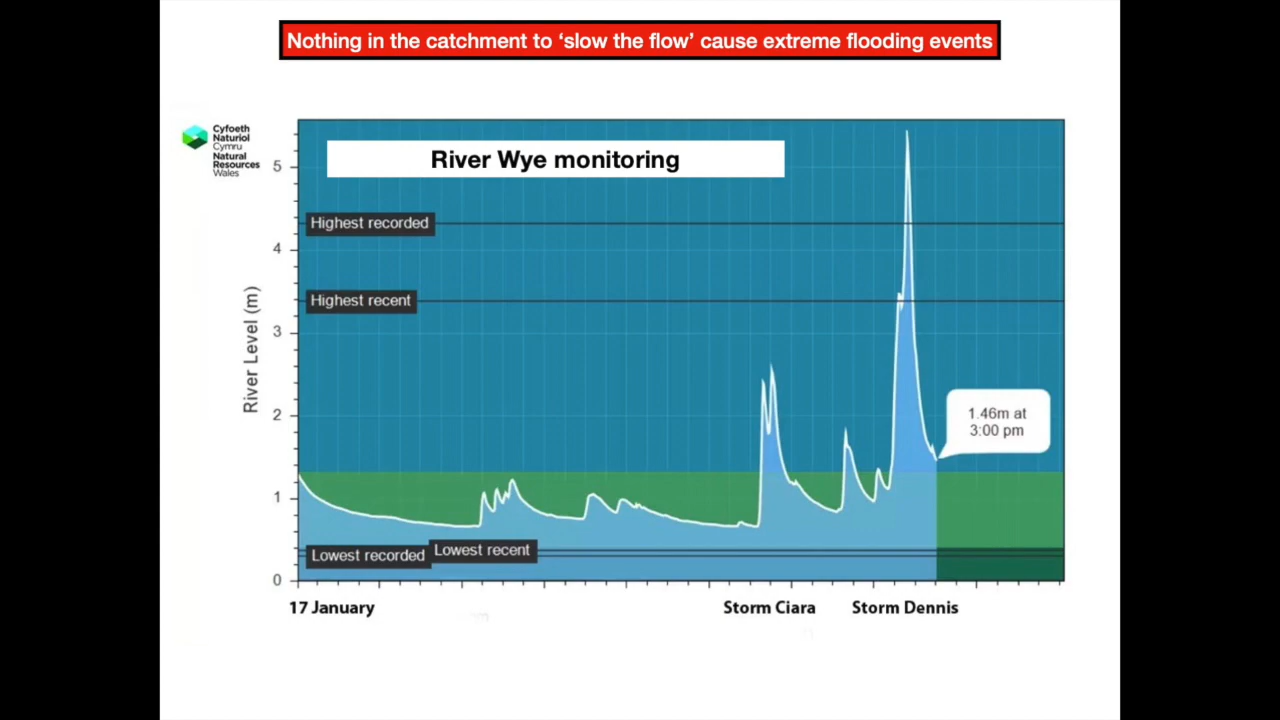 Nothing in the catchment to ‘slow the flow’ cause extreme flooding events
Cyfoeth
Naturiol
Cymru
Natural
Resources
Wales
River Wye monitoring
5
Highest recorded
4
Highest recent
3
River Level (m)
2
1.46m at
3:00 pm
1
Lowest recorded
Lowest recent
0
17 January
Storm Ciara
Storm Dennis